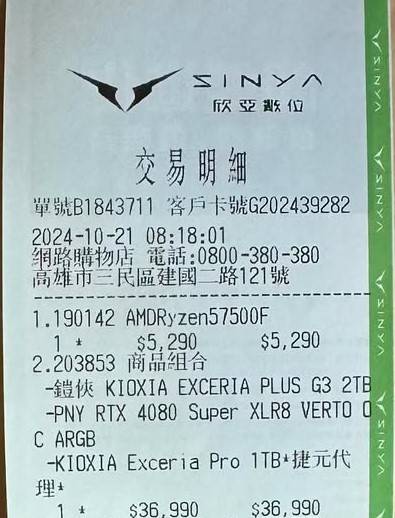 SINYA
欣亞數位
交易明細
單號B1843711 客戶卡號G202439282
2024-10-21 08:18:01
網路購物店 電話:0800-380-380
高雄市三民區建國二路121號
1.190142 AMDRyzen57500F
1 * $5,290 $5,290
2.203853 商品組合
-鎧俠 KIOXIA EXCERIA PLUS G3 2TB
-PNY RTX 4080 Super XLR8 VERTO O
C ARGB
-KIOXIA Exceria Pro 1TB*捷元代
理*
1 * $36,990 $36,990
SINYA
SINYA
SINYA
SINYA